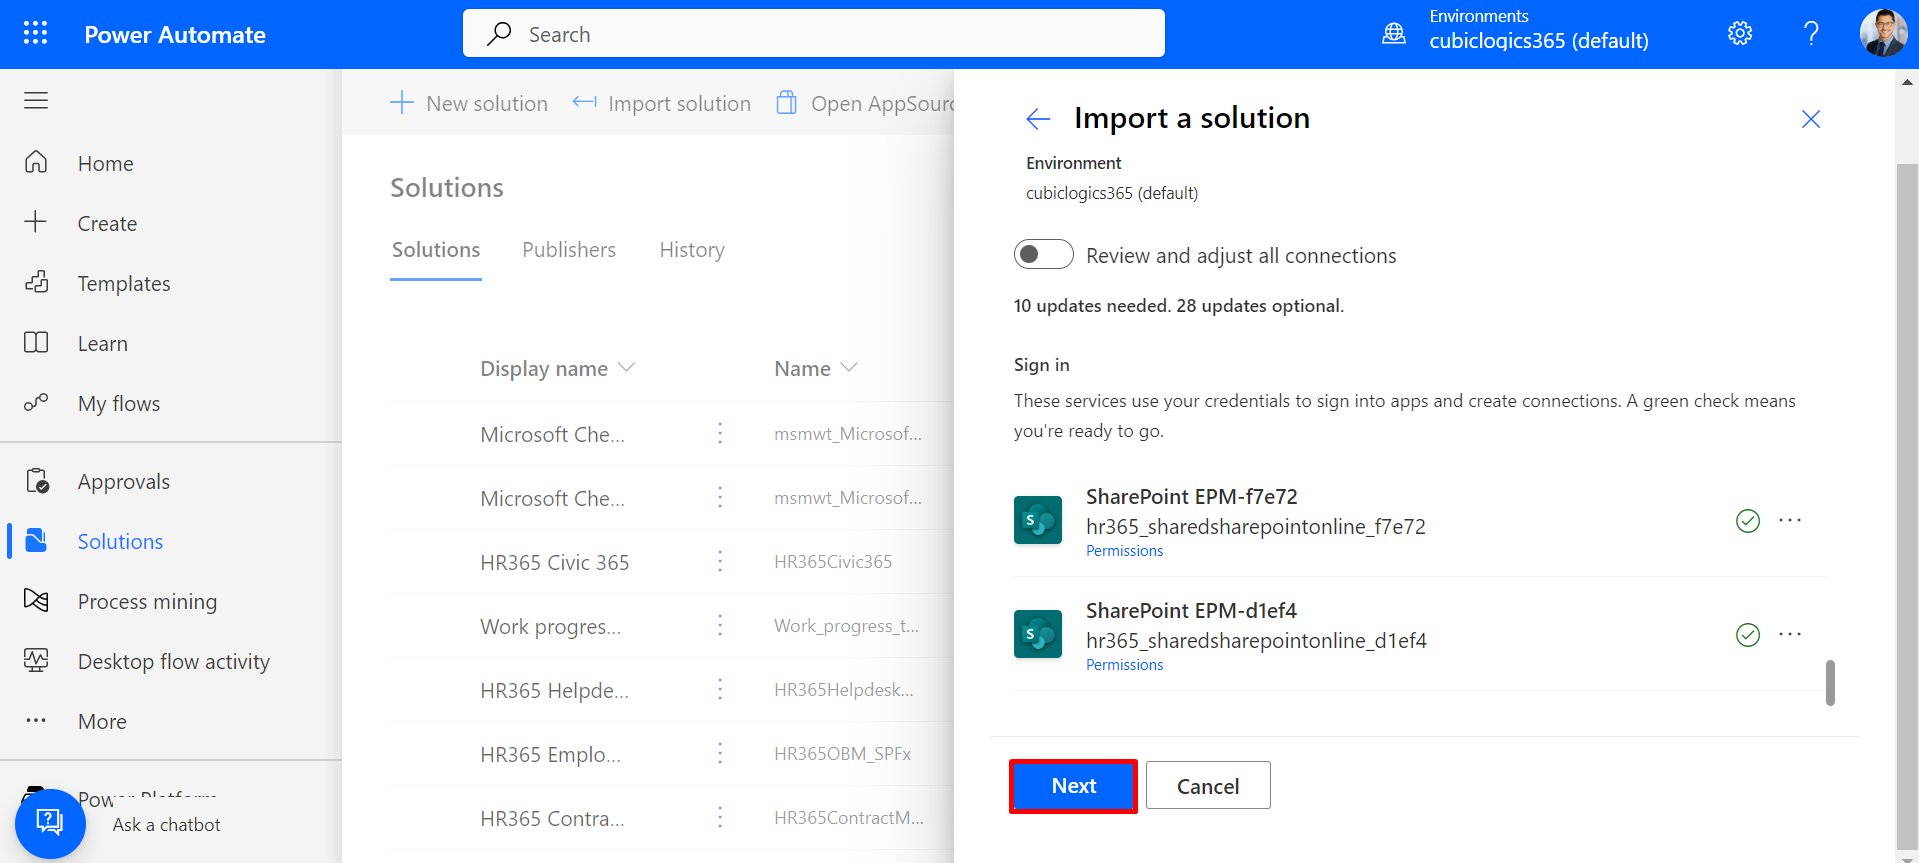 Power Automate
Search
Environments
cubiclogics365 (default)
Home
Create
Templates
Learn
My flows
Approvals
Solutions
Process mining
Desktop flow activity
More
Ask a chatbot
New solution
Import solution
Open AppSourc
Solutions
Solutions
Publishers
History
Display name
Name
Microsoft Che...
msmwt_Microsof...
Microsoft Che...
msmwt_Microsof...
HR365 Civic 365
HR365Civic365
Work progres...
Work_progress_t...
HR365 Helpde...
HR365Helpdesk...
HR365 Emplo...
HR365OBM_SPFx
HR365 Contra...
HR365ContractM...
Import a solution
Environment
cubiclogics365 (default)
Review and adjust all connections
10 updates needed. 28 updates optional.
Sign in
These services use your credentials to sign into apps and create connections. A green check means
you're ready to go.
S
SharePoint EPM-f7e72
hr365_sharedsharepointonline_f7e72
Permissions
S
SharePoint EPM-d1ef4
hr365_sharedsharepointonline_d1ef4
Permissions
Next
Cancel